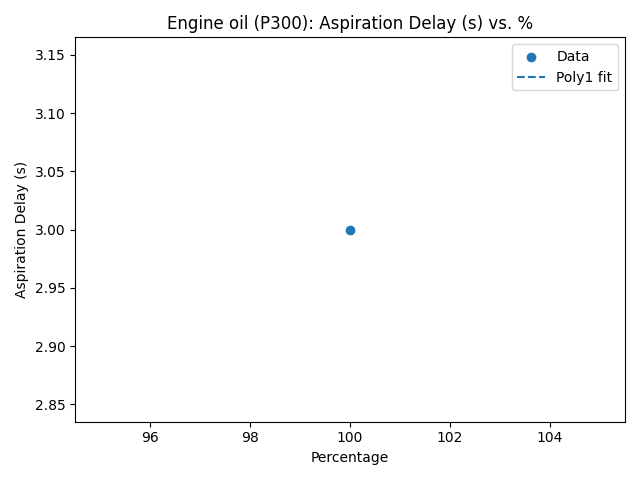 Engine oil (P300): Aspiration Delay (s) vs. %
Data
Poly1 fit
Aspiration Delay (s)
3.15
3.10
3.05
3.00
2.95
2.90
2.85
96 98 100 102 104
Percentage